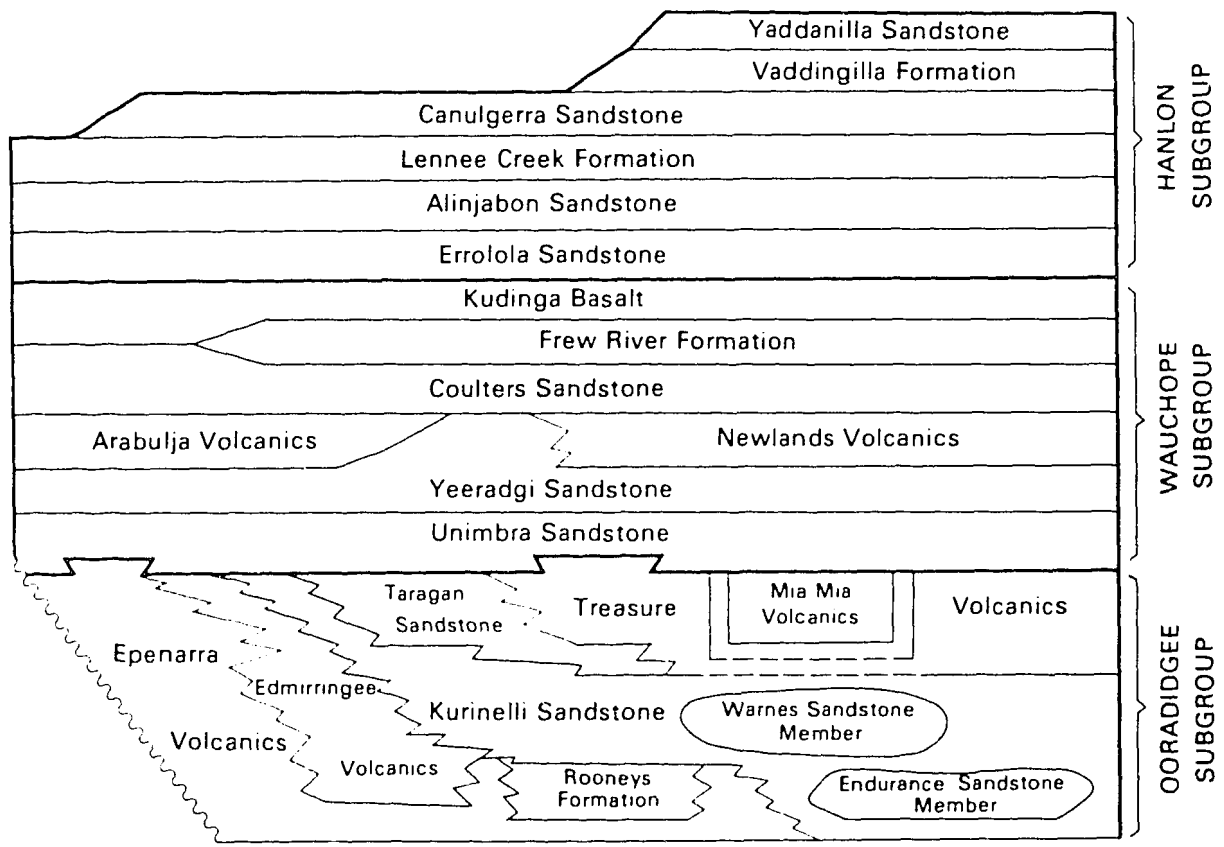 Yaddanilla Sandstone
Vaddingilla Formation
Canulgerra Sandstone
Lennee Creek Formation
Alinjabon Sandstone
Errolola Sandstone
HANLON
SUBGROUP
Kudinga Basalt
Frew River Formation
Coulters Sandstone
Arabulja Volcanics
Newlands Volcanics
Yeeradgi Sandstone
Unimbra Sandstone
WAUCHOPE
SUBGROUP
Taragan
Sandstone
Treasure
Mia Mia
Volcanics
Volcanics
Epenarra
Volcanics
Edmirringee
Volcanics
Kurinelli Sandstone
Warnes Sandstone
Member
Rooneys
Formation
Endurance Sandstone
Member
OORADIDGEE
SUBGROUP